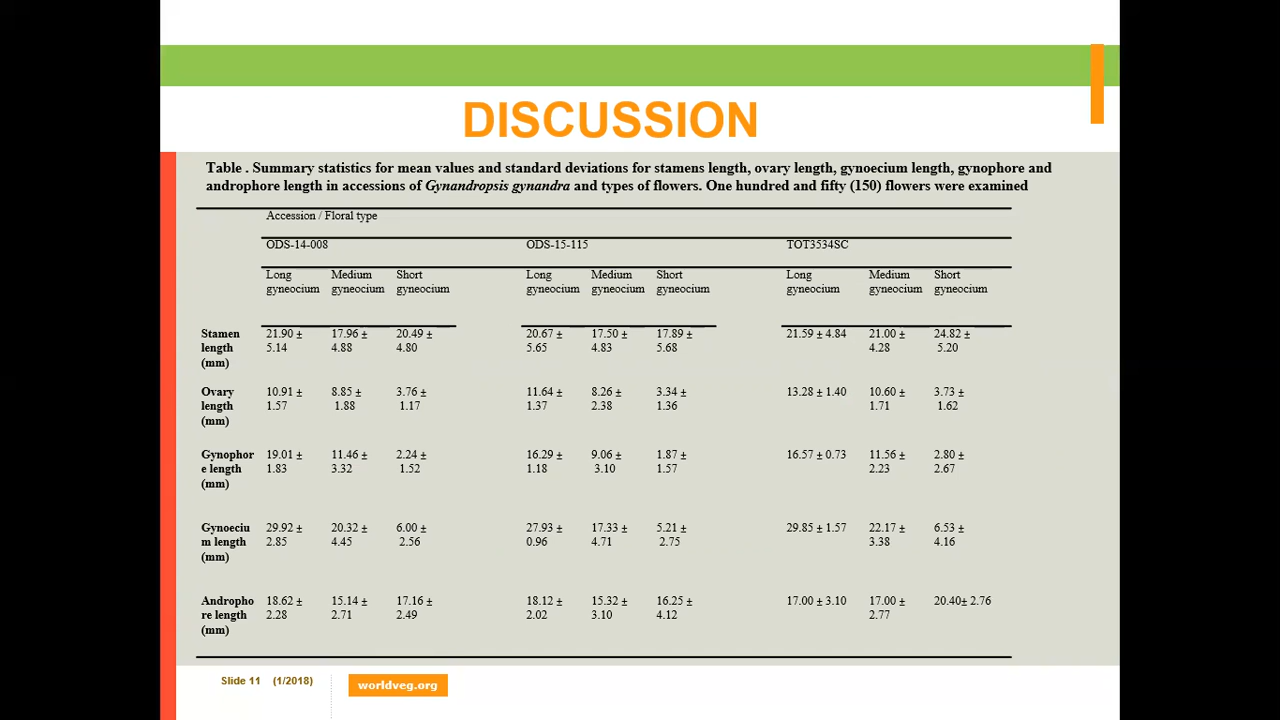 DISCUSSION
Table . Summary statistics for mean values and standard deviations for stamens length, ovary length, gynoecium length, gynophore and
androphore length in accessions of Gynandropsis gynandra and types of flowers. One hundred and fifty (150) flowers were examined
Accession / Floral type
ODS-14-008 ODS-15-115 TOT3534SC
Long Medium Short Long Medium Short Long Medium Short
gyneocium gyneocium gyneocium gyneocium gyneocium gyneocium gyneocium gyneocium gyneocium
Stamen 21.90 ± 17.96 ± 20.49 ± 20.67 ± 17.50 ± 17.89 ± 21.59 ± 4.84 21.00 ± 24.82 ±
length 5.14 4.88 4.80 5.65 4.83 5.68 4.28 5.20
(mm)
Ovary 10.91 ± 8.85 ± 3.76 ± 11.64 ± 8.26 ± 3.34 ± 13.28 ± 1.40 10.60 ± 3.73 ±
length 1.57 1.88 1.17 1.37 2.38 1.36 1.71 1.62
(mm)
Gynophor 19.01 ± 11.46 ± 2.24 ± 16.29 ± 9.06 ± 1.87 ± 16.57 ± 0.73 11.56 ± 2.80 ±
e length 1.83 3.32 1.52 1.18 3.10 1.57 2.23 2.67
(mm)
Gynoeciu 29.92 ± 20.32 ± 6.00 ± 27.93 ± 17.33 ± 5.21 ± 29.85 ± 1.57 22.17 ± 6.53 ±
m length 2.85 4.45 2.56 0.96 4.71 2.75 3.38 4.16
(mm)
Andropho 18.62 ± 15.14 ± 17.16 ± 18.12 ± 15.32 ± 16.25 ± 17.00 ± 3.10 17.00 ± 20.40± 2.76
re length 2.28 2.71 2.49 2.02 3.10 4.12 2.77
(mm)
Slide 11 (1/2018) worldveg.org